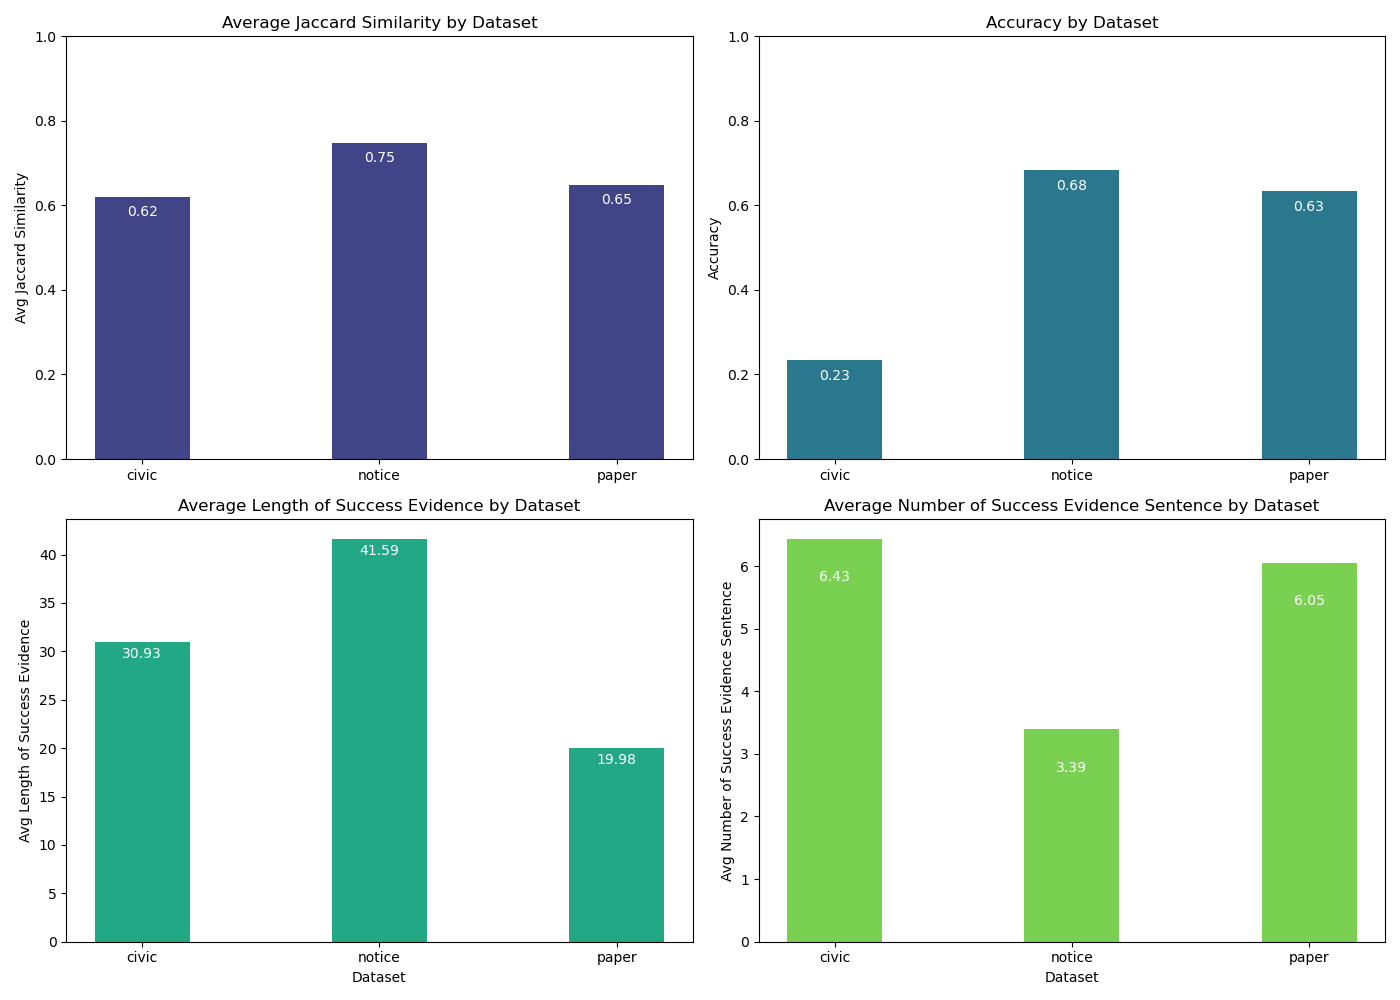 Average Jaccard Similarity by Dataset
Avg Jaccard Similarity
1.0
0.8
0.6
0.4
0.2
0.0
0.62
0.75
0.65
civic
notice
paper
Accuracy by Dataset
Accuracy
1.0
0.8
0.6
0.4
0.2
0.0
0.23
0.68
0.63
civic
notice
paper
Average Length of Success Evidence by Dataset
Avg Length of Success Evidence
40
35
30
25
20
15
10
5
0
30.93
41.59
19.98
civic
notice
paper
Dataset
Average Number of Success Evidence Sentence by Dataset
Avg Number of Success Evidence Sentence
6
5
4
3
2
1
0
6.43
3.39
6.05
civic
notice
paper
Dataset